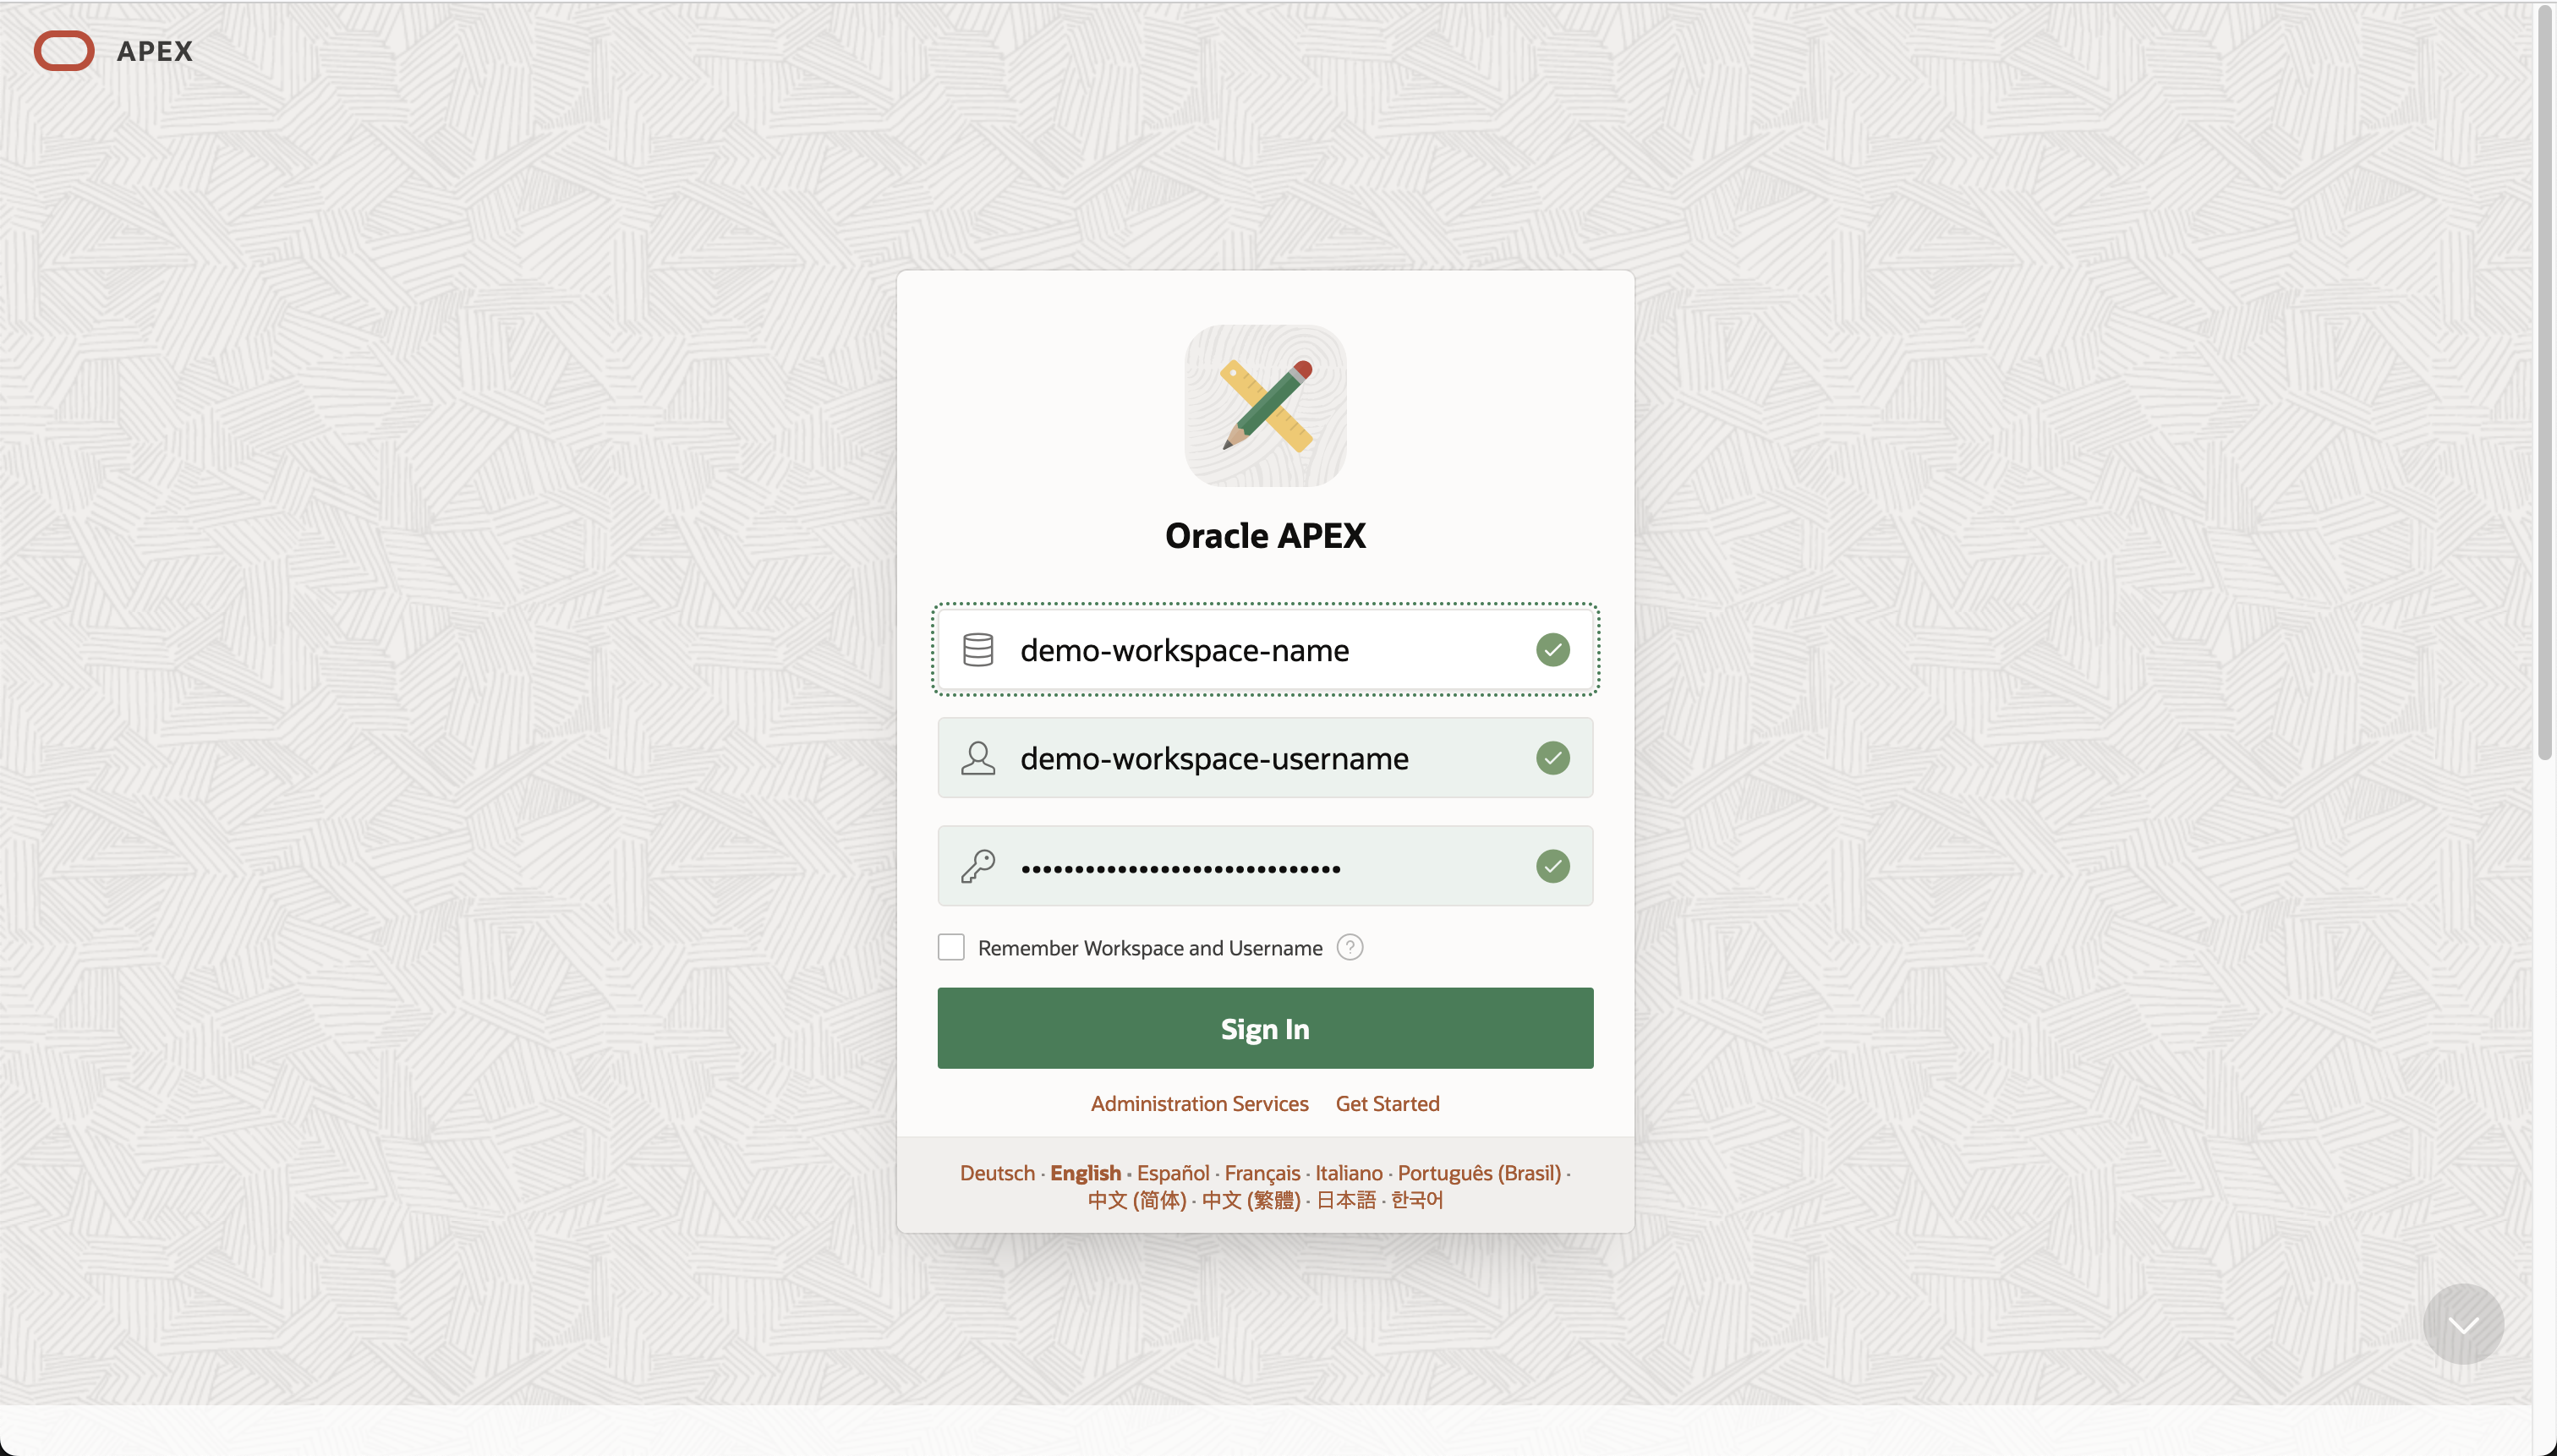 APEX
Oracle APEX
demo-workspace-name
demo-workspace-username
••••••••••••••••••••••••••••••
Remember Workspace and Username ?
Sign In
Administration Services Get Started
Deutsch · English · Español · Français · Italiano · Português (Brasil) ·
中文 (简体) · 中文 (繁體) · 日本語 · 한국어